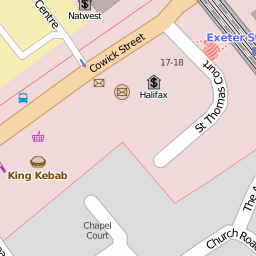 Centre
Natwest
Cowick Street
17-18
Exeter St
Halifax
St Thomas Court
King Kebab
Chapel
Court
The A
Church Road